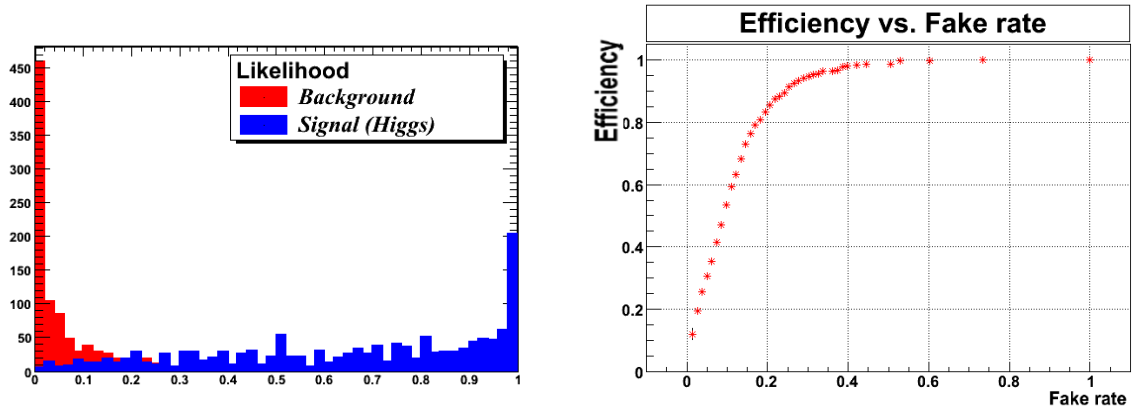 Likelihood
Background
Signal (Higgs)
450
400
350
300
250
200
150
100
50
0
0 0.1 0.2 0.3 0.4 0.5 0.6 0.7 0.8 0.9 1
Efficiency vs. Fake rate
Efficiency
1
0.8
0.6
0.4
0.2
0
0 0.2 0.4 0.6 0.8 1
Fake rate